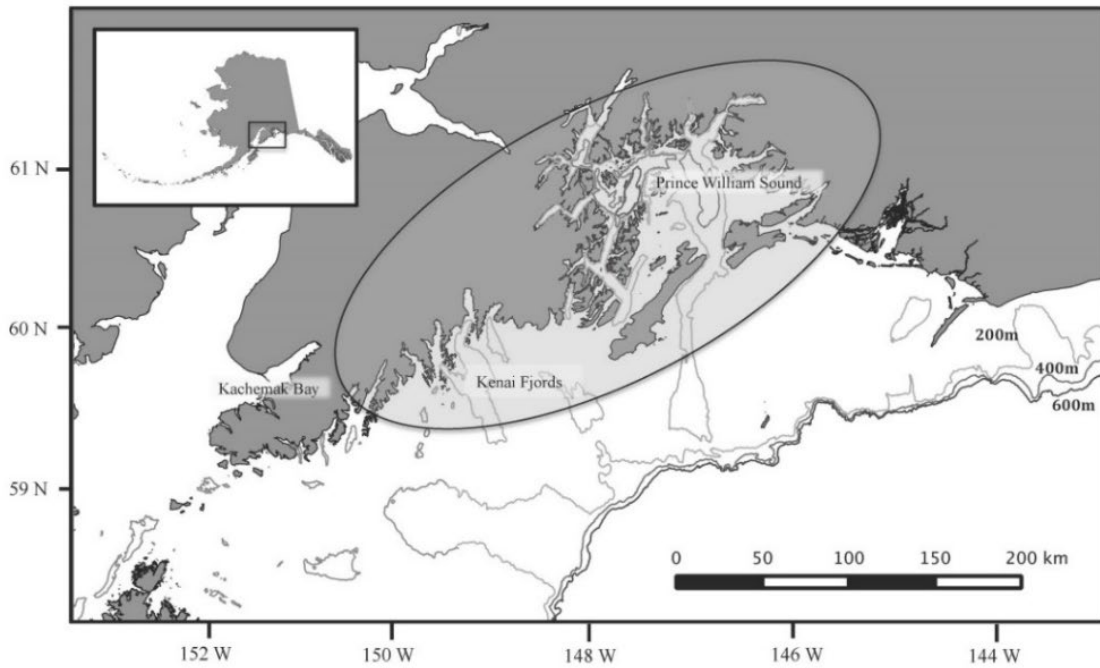 61 N
Prince William Sound
60 N
200m
Kachemak Bay
Kenai Fjords
400m
600m
59 N
0 50 100 150 200 km
152 W 150 W 148 W 146 W 144 W